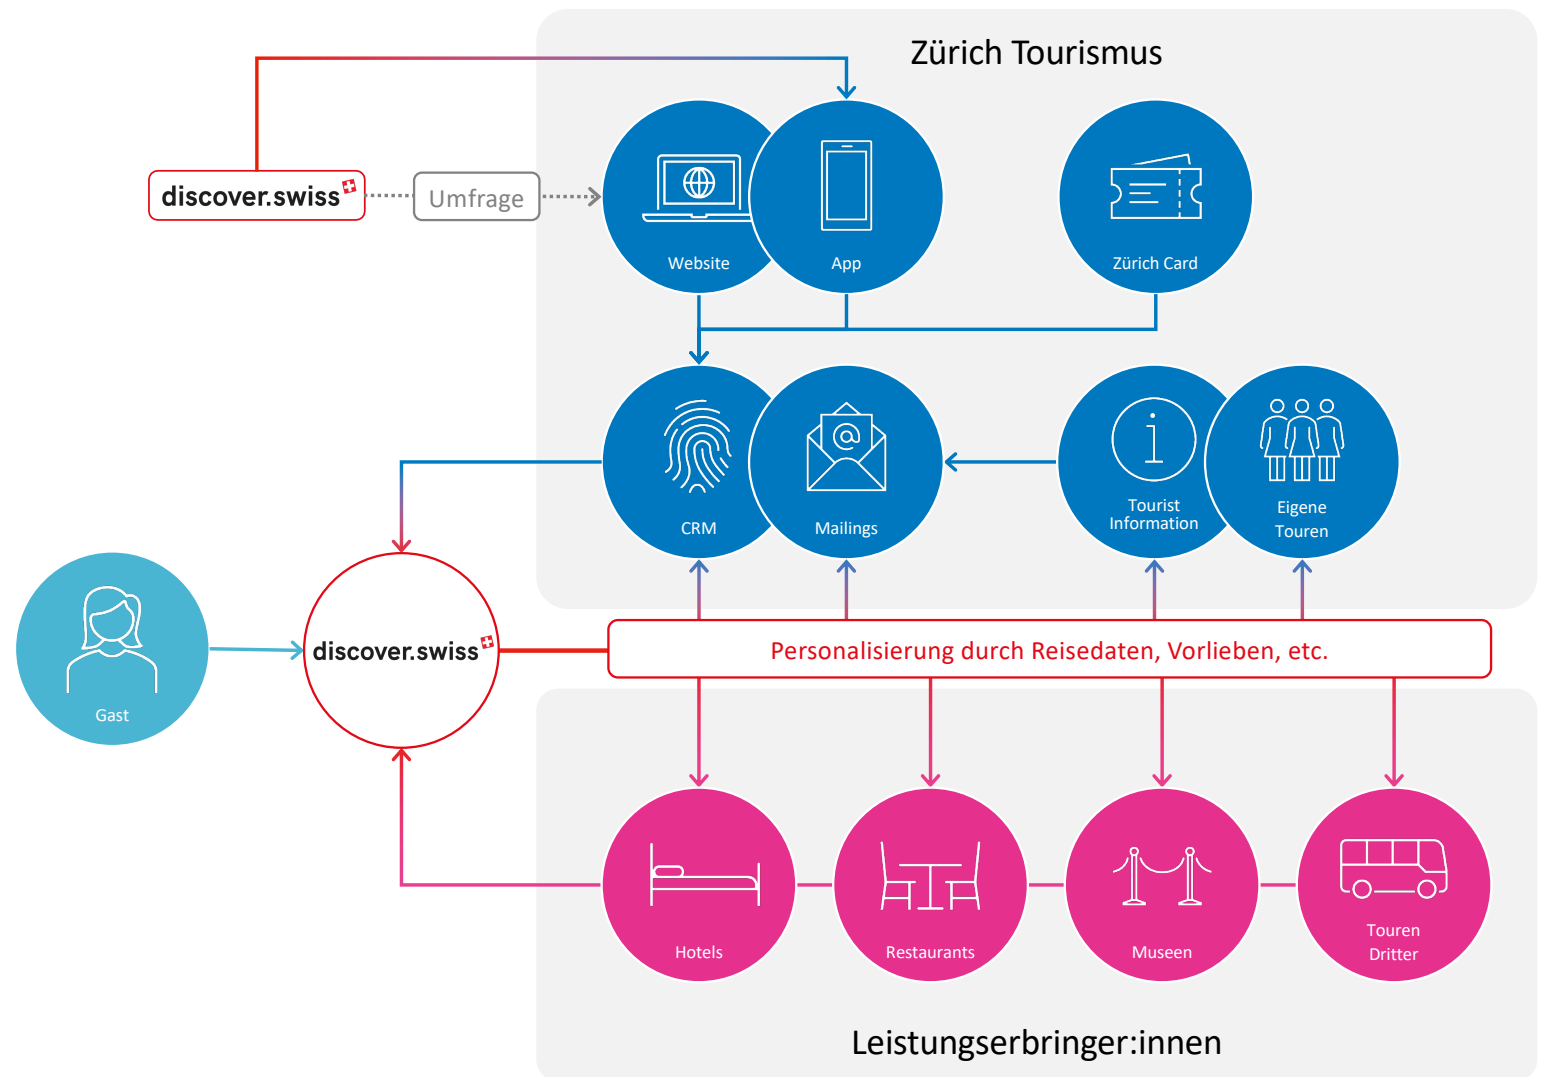 Zürich Tourismus
discover.swiss
Umfrage
Website
App
Zürich Card
CRM
Mailings
Tourist
Information
Eigene
Touren
Gast
discover.swiss
Personalisierung durch Reisedaten, Vorlieben, etc.
Hotels
Restaurants
Museen
Touren
Dritter
Leistungserbringer:innen